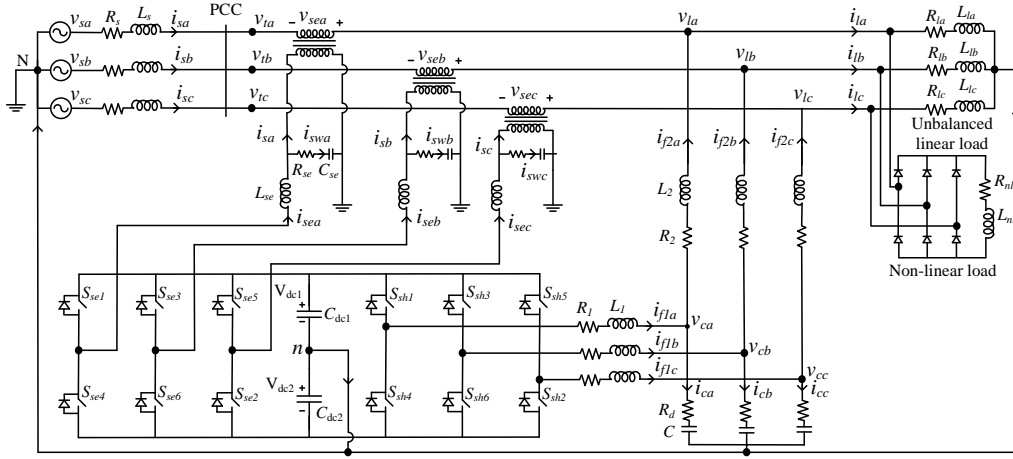 PCC
N
v_sa R_s L_s i_sa v_ta - v_sea + v_la i_la R_la L_la
v_sb i_sb v_tb - v_seb + v_lb i_lb R_lb L_lb
v_sc i_sc v_tc - v_sec + v_lc i_lc R_lc L_lc
Unbalanced linear load
i_sa i_swa R_se C_se L_se i_sea
i_sb i_swb i_seb
i_sc i_swc i_sec
i_f2a i_f2b i_f2c
L_2
R_2
R_nl
Non-linear load
S_se1 S_se3 S_se5 V_dc1 + - C_dc1 S_sh1 S_sh3 S_sh5
R_1 L_1 i_f1a v_ca
n
i_f1b v_cb
i_f1c v_cc
S_se4 S_se6 S_se2 V_dc2 + - C_dc2 S_sh4 S_sh6 S_sh2
i_ca i_cb i_cc
R_d
C